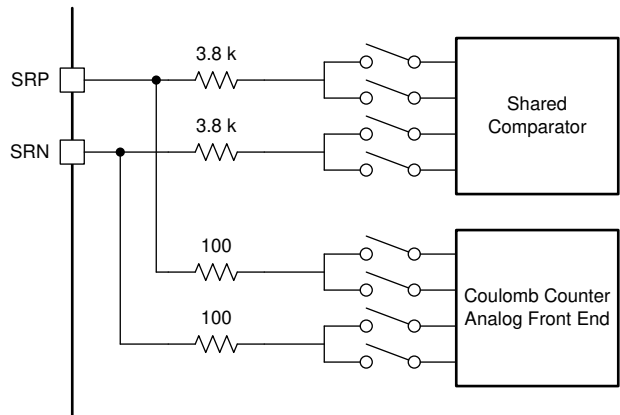 3.8 k
SRP
Shared
Comparator
3.8 k
SRN
100
Coulomb Counter
Analog Front End
100